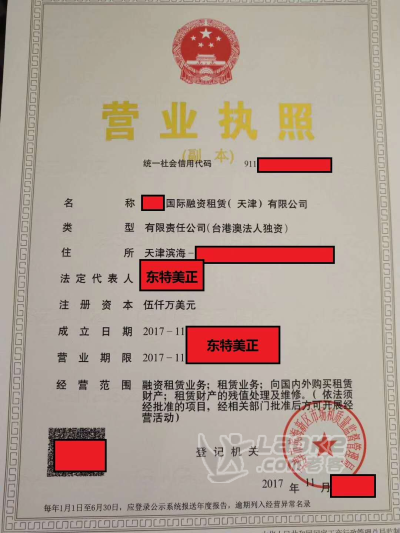 营业执照
(副 本)
统一社会信用代码 911
名 称 国际融资租赁(天津)有限公司
类 型 有限责任公司(台港澳法人独资)
住 所 天津滨海-
法定代表人 东特美正
注 册 资 本 伍仟万美元
成 立 日 期 2017-11
东特美正
营 业 期 限 2017-11
经 营 范 围 融资租赁业务;租赁业务;向国内外购买租赁
财产;租赁财产的残值处理及维修。(依法须
经批准的项目,经相关部门批准后方可开展经
营活动)
登 记 机 关
2017 年 11 月
每年1月1日至6月30日,应登录公示系统报送年度报告,逾期列入经营异常名录